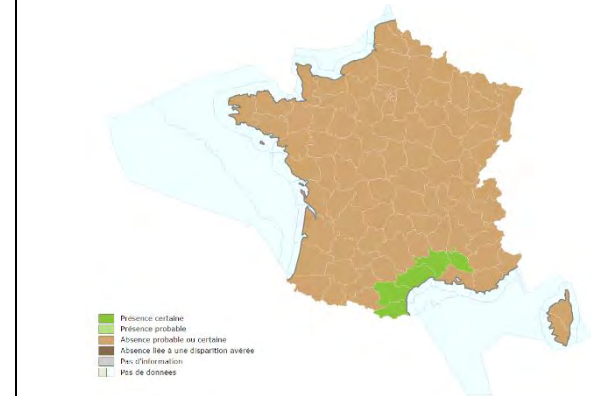 Présence certaine
Présence probable
Absence probable ou certaine
Absence liée à une disparition avérée
Pas d'information
Pas de données